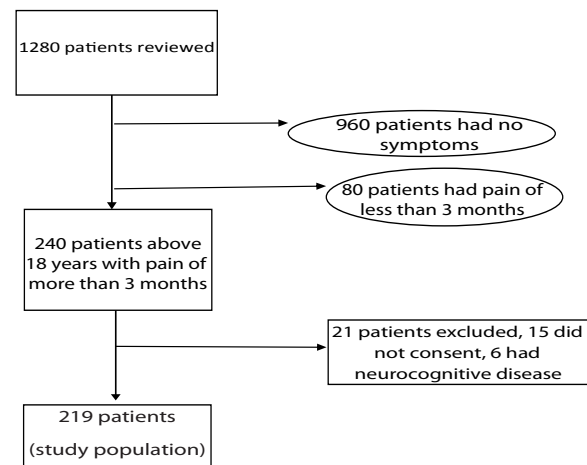 1280 patients reviewed
960 patients had no
symptoms
80 patients had pain of
less than 3 months
240 patients above
18 years with pain of
more than 3 months
21 patients excluded, 15 did
not consent, 6 had
neurocognitive disease
219 patients
(study population)